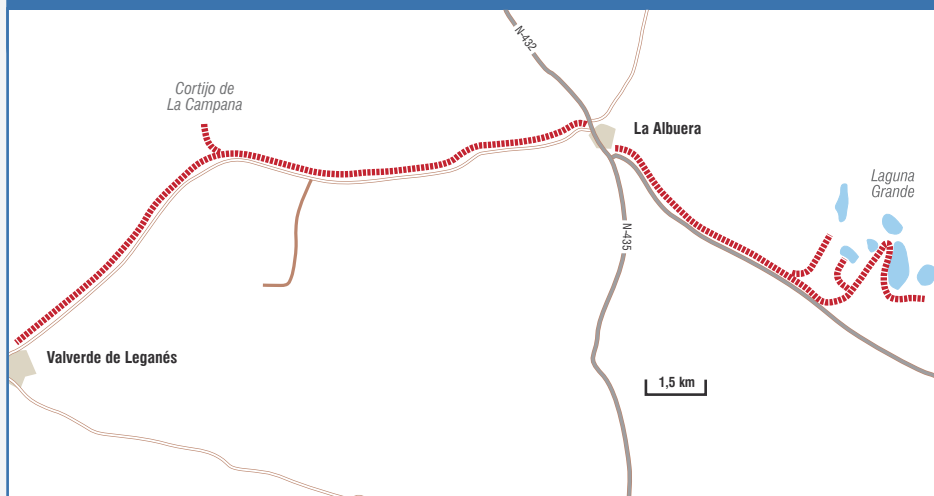 N-432
Cortijo de
La Campana
La Albuera
Laguna
Grande
N-435
Valverde de Leganés
1,5 km